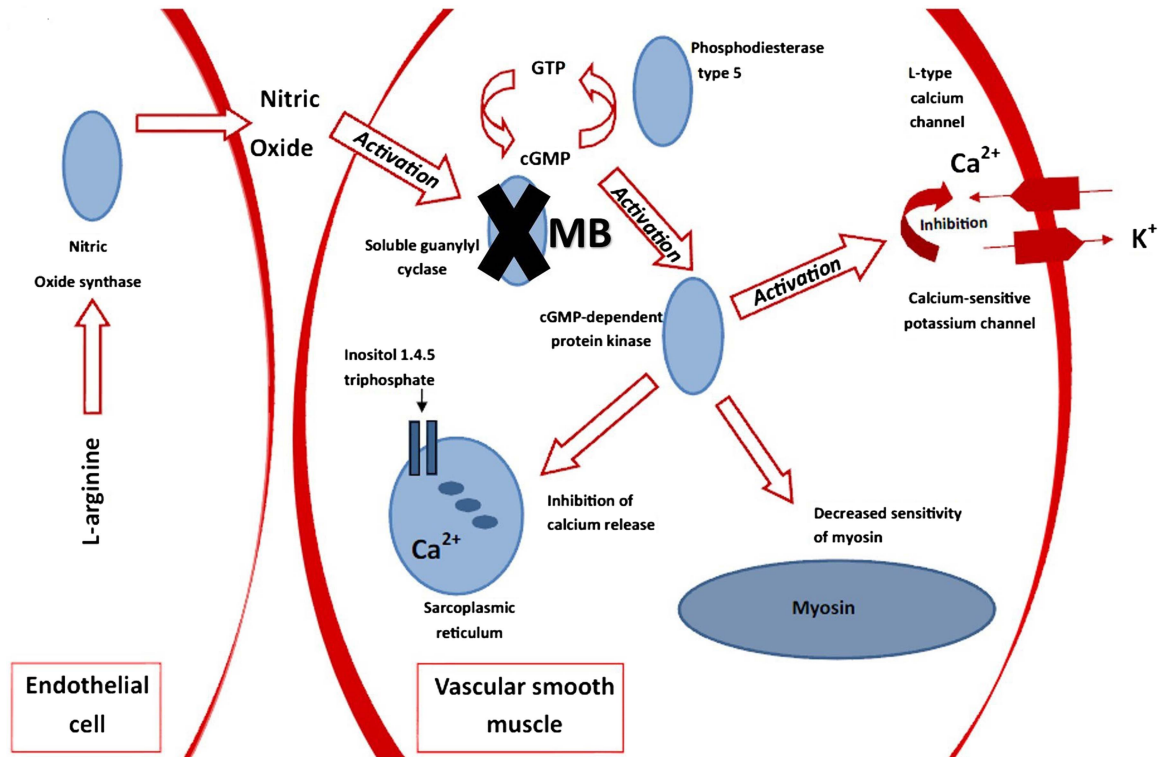 Phosphodiesterase
type 5
GTP
L-type
calcium
channel
Nitric
Oxide
Activation
cGMP
Ca2+
Inhibition
K+
Soluble guanylyl
cyclase
MB
Activation
Activation
Nitric
Oxide synthase
Calcium-sensitive
potassium channel
cGMP-dependent
protein kinase
Inositol 1.4.5
triphosphate
L-arginine
Inhibition of
calcium release
Decreased sensitivity
of myosin
Ca2+
Myosin
Sarcoplasmic
reticulum
Endothelial
cell
Vascular smooth
muscle